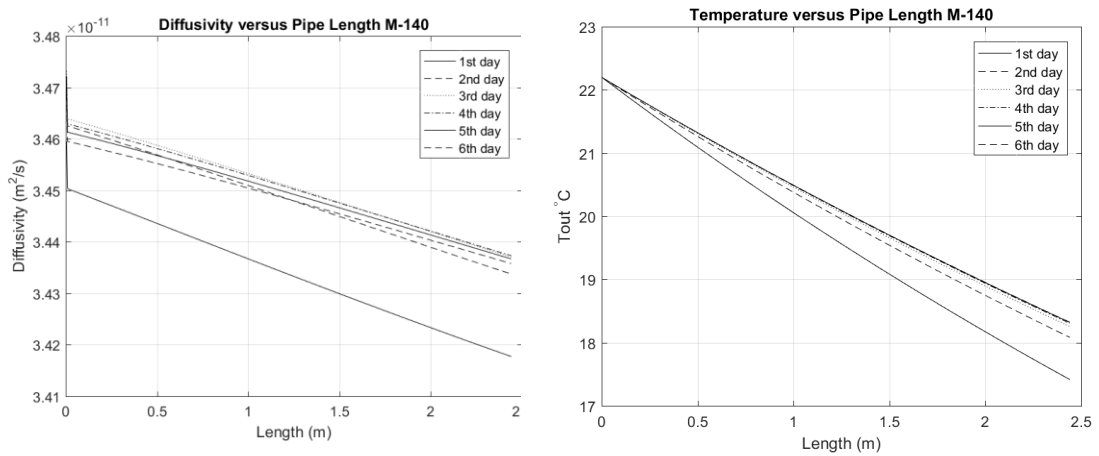 Diffusivity versus Pipe Length M-140
×10⁻¹¹
3.48
3.47
3.46
3.45
3.44
3.43
3.42
3.41
Diffusivity (m²/s)
0 0.5 1 1.5 2 2
Length (m)
1st day
2nd day
3rd day
4th day
5th day
6th day
Temperature versus Pipe Length M-140
23
22
21
20
19
18
17
Tout °C
0 0.5 1 1.5 2 2.5
Length (m)
1st day
2nd day
3rd day
4th day
5th day
6th day